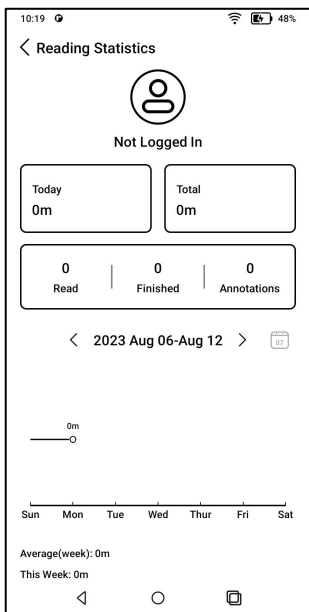 10:19 48%
Reading Statistics
Not Logged In
Today Total
0m 0m
0 0 0
Read Finished Annotations
2023 Aug 06-Aug 12 07
0m
Sun Mon Tue Wed Thur Fri Sat
Average(week): 0m
This Week: 0m